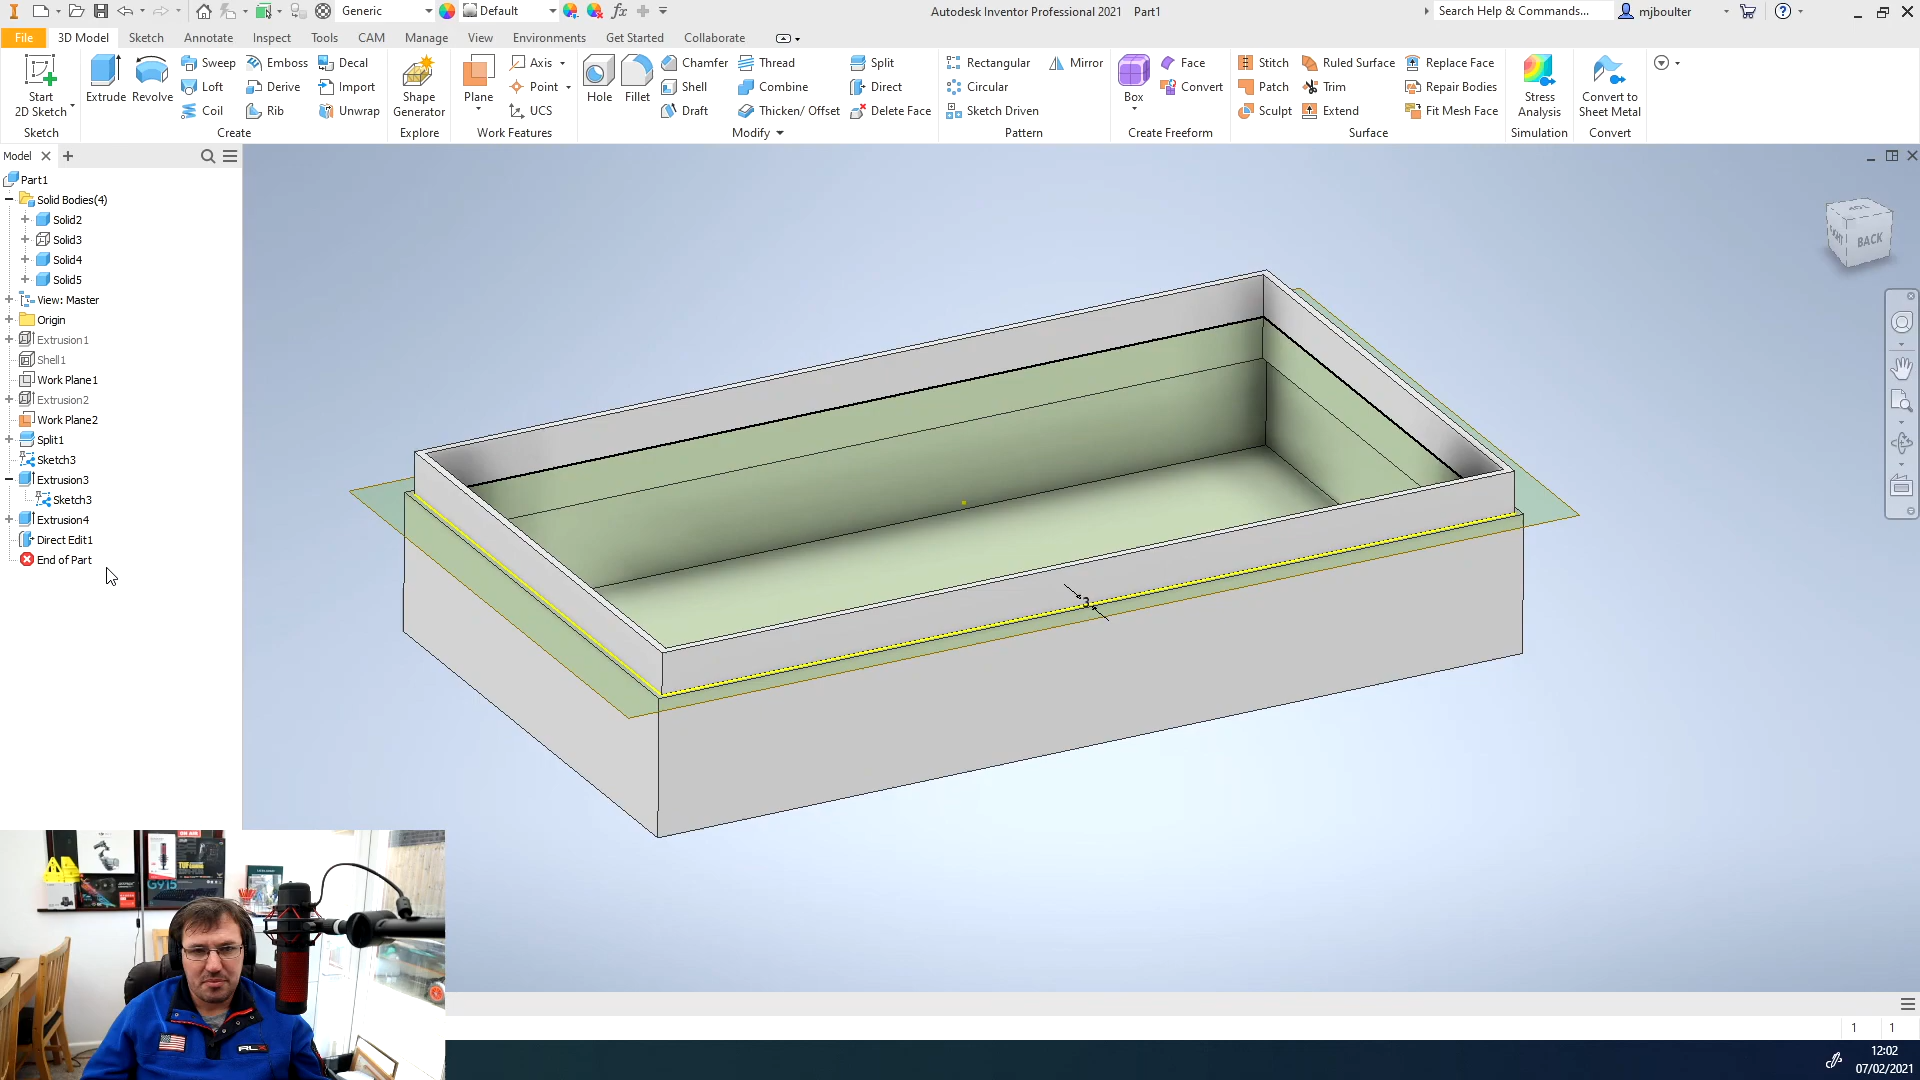 Generic
Default
fx
Autodesk Inventor Professional 2021 Part1
Search Help & Commands...
mjboulter
File
3D Model
Sketch
Annotate
Inspect
Tools
CAM
Manage
View
Environments
Get Started
Collaborate
Start
2D Sketch
Extrude
Revolve
Sweep
Loft
Coil
Emboss
Derive
Rib
Decal
Import
Unwrap
Shape
Generator
Plane
Axis
Point
UCS
Hole
Fillet
Chamfer
Shell
Draft
Thread
Combine
Thicken/ Offset
Split
Direct
Delete Face
Rectangular
Circular
Sketch Driven
Mirror
Box
Face
Convert
Stitch
Patch
Sculpt
Ruled Surface
Trim
Extend
Replace Face
Repair Bodies
Fit Mesh Face
Stress
Analysis
Convert to
Sheet Metal
Sketch
Create
Explore
Work Features
Modify
Pattern
Create Freeform
Surface
Simulation
Convert
Model
Part1
Solid Bodies(4)
Solid2
Solid3
Solid4
Solid5
View: Master
Origin
Extrusion1
Shell1
Work Plane1
Extrusion2
Work Plane2
Split1
Sketch3
Extrusion3
Sketch3
Extrusion4
Direct Edit1
End of Part
BACK
3
ON AIR
G915
RLX
1
1
12:02
07/02/2021